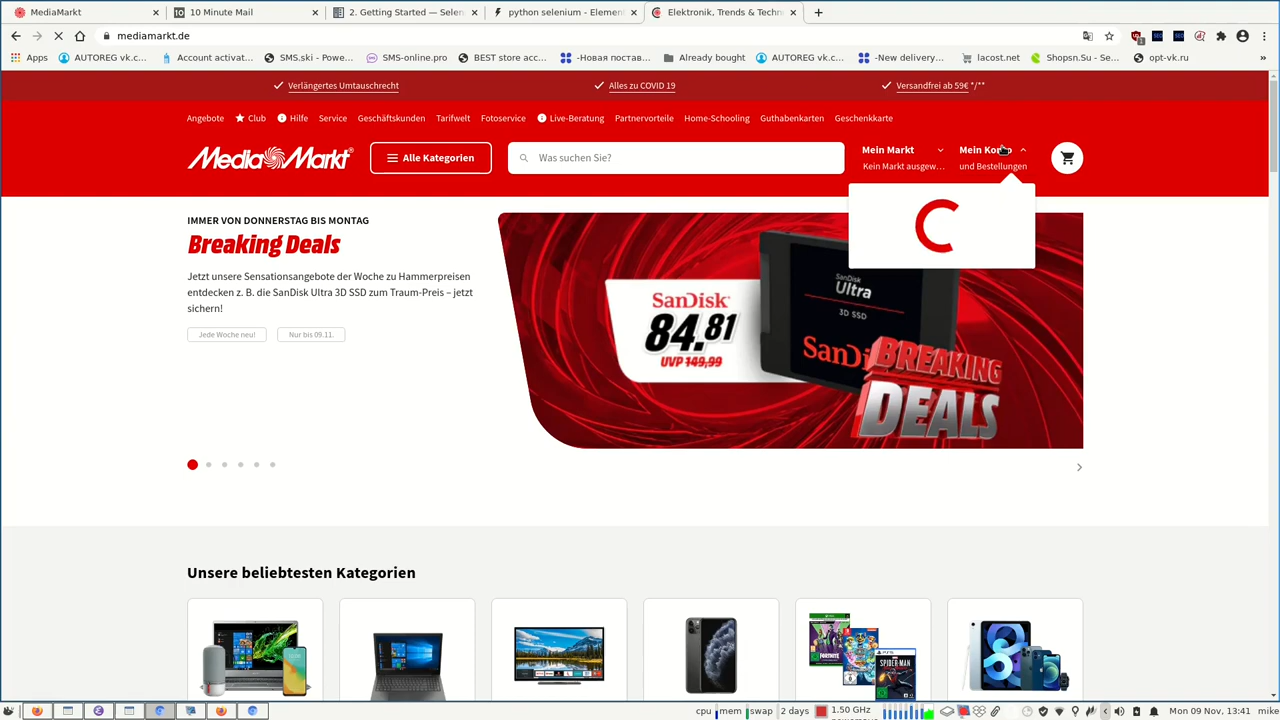 MediaMarkt
10 Minute Mail
2. Getting Started — Selen
python selenium - Elemen
Elektronik, Trends & Techn
mediamarkt.de
Apps
AUTOREG vk.c...
Account activat...
SMS.ski - Powe...
SMS-online.pro
BEST store acc...
-Новая постав...
Already bought
AUTOREG vk.c...
-New delivery...
lacost.net
Shopsn.Su - Se...
opt-vk.ru
»
Verlängertes Umtauschrecht
Alles zu COVID 19
Versandfrei ab 59€ */**
Angebote
Club
Hilfe
Service
Geschäftskunden
Tarifwelt
Fotoservice
Live-Beratung
Partnervorteile
Home-Schooling
Guthabenkarten
Geschenkkarte
MediaMarkt
Alle Kategorien
Was suchen Sie?
Mein Markt
Kein Markt ausgew...
Mein Konto
und Bestellungen
IMMER VON DONNERSTAG BIS MONTAG
Breaking Deals
Jetzt unsere Sensationsangebote der Woche zu Hammerpreisen
entdecken z. B. die SanDisk Ultra 3D SSD zum Traum-Preis – jetzt
sichern!
Jede Woche neu!
Nur bis 09.11.
SanDisk
84.81
UVP 149,99
SanDisk
Ultra
3D SSD
SanDi
BREAKING
DEALS
Unsere beliebtesten Kategorien
FORTNITE
SPIDER-MAN
cpu
mem
swap
2 days
1.50 GHz
Mon 09 Nov, 13:41
mike